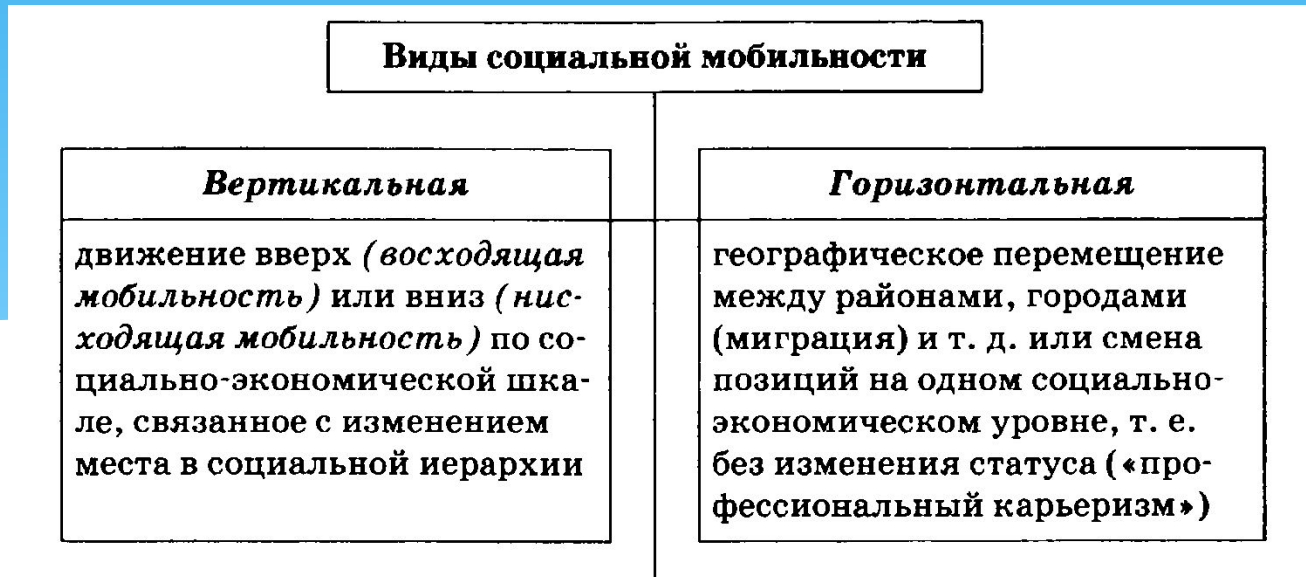 Виды социальной мобильности
Вертикальная
движение вверх (восходящая
мобильность) или вниз (нис-
ходящая мобильность) по со-
циально-экономической шка-
ле, связанное с изменением
места в социальной иерархии
Горизонтальная
географическое перемещение
между районами, городами
(миграция) и т. д. или смена
позиций на одном социально-
экономическом уровне, т. е.
без изменения статуса («про-
фессиональный карьеризм»)